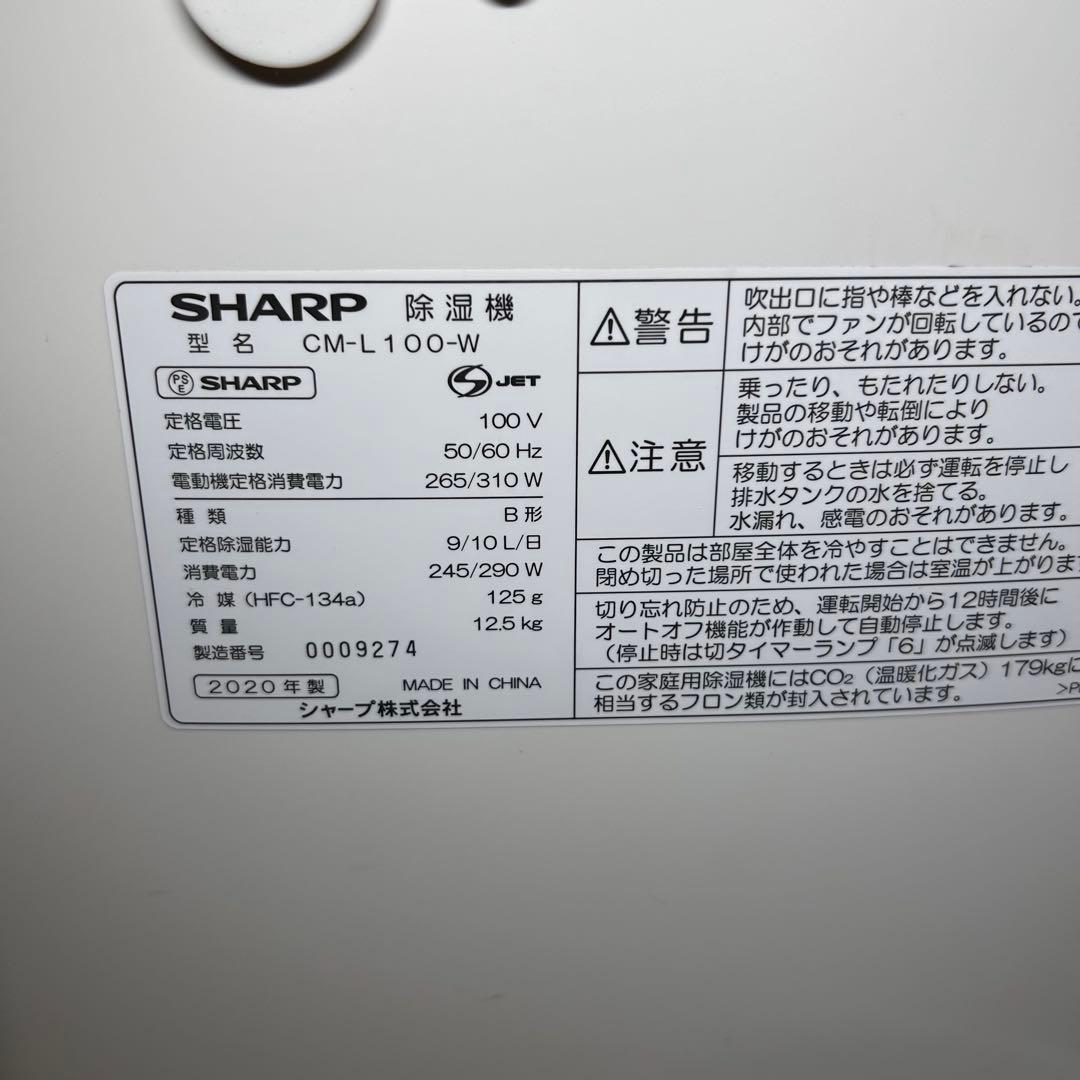 SHARP 除湿機
型名 CM-L100-W
PSE SHARP
S JET
定格電圧 100 V
定格周波数 50/60 Hz
電動機定格消費電力 265/310 W
種類 B形
定格除湿能力 9/10 L/日
消費電力 245/290 W
冷媒 (HFC-134a) 125 g
質量 12.5 kg
製造番号 0009274
2020年製 MADE IN CHINA
シャープ株式会社
⚠警告
吹出口に指や棒などを入れない。
内部でファンが回転しているので
けがのおそれがあります。
⚠注意
乗ったり、もたれたりしない。
製品の移動や転倒により
けがのおそれがあります。
移動するときは必ず運転を停止し
排水タンクの水を捨てる。
水漏れ、感電のおそれがあります。
この製品は部屋全体を冷やすことはできません。
閉め切った場所で使われた場合は室温が上がりま
切り忘れ防止のため、運転開始から12時間後に
オートオフ機能が作動して自動停止します。
(停止時は切タイマーランプ「6」が点滅します)
この家庭用除湿機にはCO₂(温暖化ガス)179kgに
相当するフロン類が封入されています。